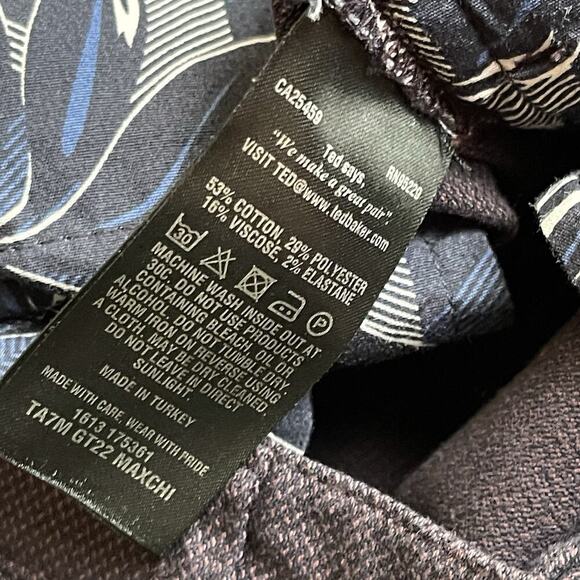 CA25459
RN95220
Ted says,
"We make a great pair"
VISIT TED@www.tedbaker.com
53% COTTON, 29% POLYESTER
16% VISCOSE, 2% ELASTANE
30
P
MACHINE WASH INSIDE OUT AT
30C. DO NOT USE PRODUCTS
CONTAINING BLEACH, OIL OR
ALCOHOL. DO NOT TUMBLE DRY.
WARM IRON ON REVERSE USING
A CLOTH. MAY BE DRY CLEANED.
DO NOT LEAVE IN DIRECT
SUNLIGHT.
MADE IN TURKEY
MADE WITH CARE, WEAR WITH PRIDE
1613 175361
TA7M GT22 MAXCHI